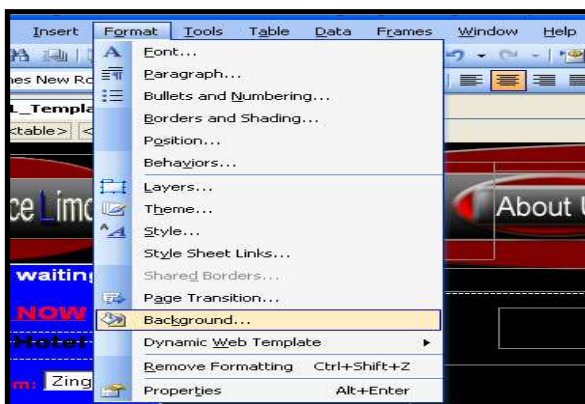 Insert Format Tools Table Data Frames Window Help
Font...
Paragraph...
Bullets and Numbering...
Borders and Shading...
Position...
Behaviors...
Layers...
Theme...
Style...
Style Sheet Links...
Shared Borders...
Page Transition...
Background...
Dynamic Web Template
Remove Formatting Ctrl+Shift+Z
Properties Alt+Enter
nes New Ro
L_Templa
<table> <
ce Limo
About U
waiting
NOW
Hotel
m: Zing